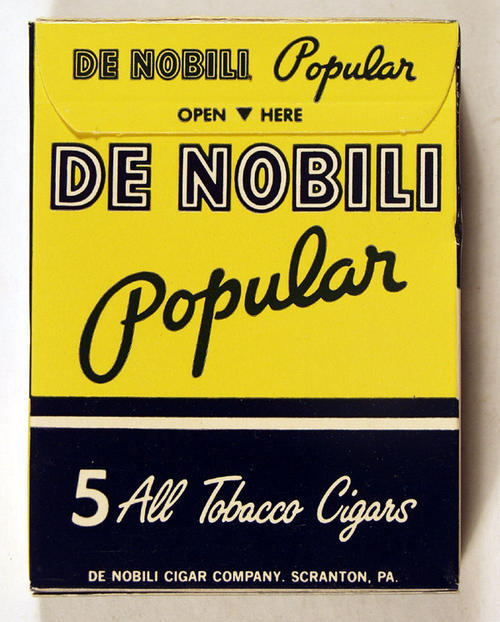 DE NOBILI Popular
OPEN ▼ HERE
DE NOBILI
Popular
5 All Tobacco Cigars
DE NOBILI CIGAR COMPANY. SCRANTON, PA.